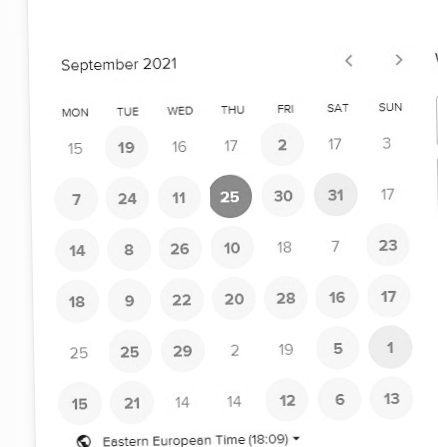 September 2021
MON TUE WED THU FRI SAT SUN
15 19 16 17 2 17 3
7 24 11 25 30 31 17
14 8 26 10 18 7 23
18 9 22 20 28 16 17
25 25 29 2 19 5 1
15 21 14 14 12 6 13
Eastern European Time (18:09)